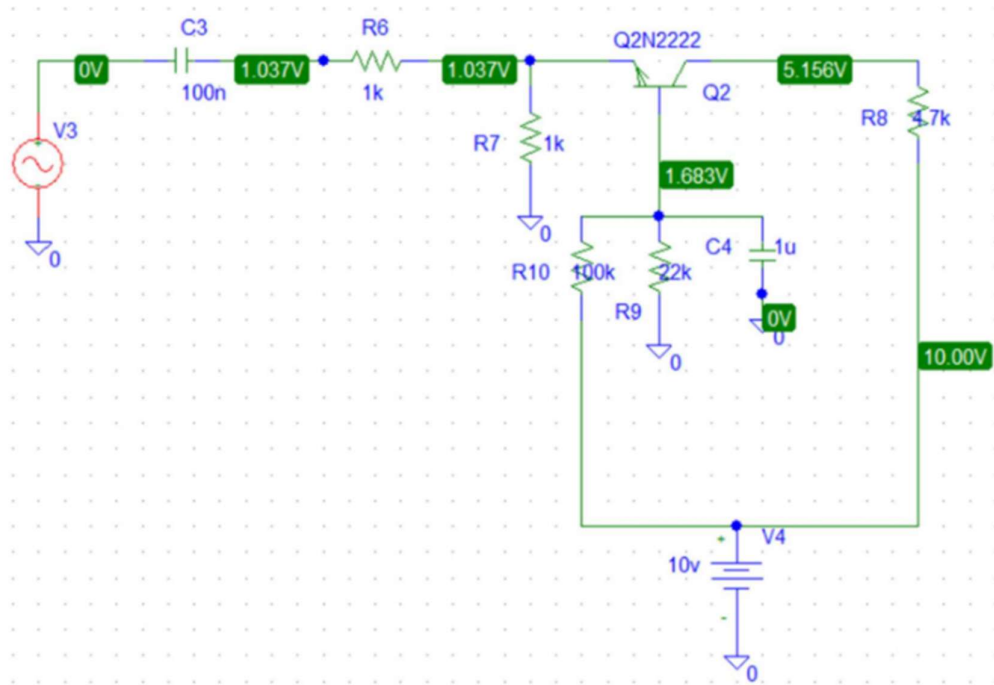 C3
R6
Q2N2222
0V
1.037V
1.037V
5.156V
100n
1k
Q2
R8
4.7k
V3
R7
1k
1.683V
0
0
R10
100k
22k
C4
1u
R9
0V
0
0
10.00V
+
V4
10v
-
0